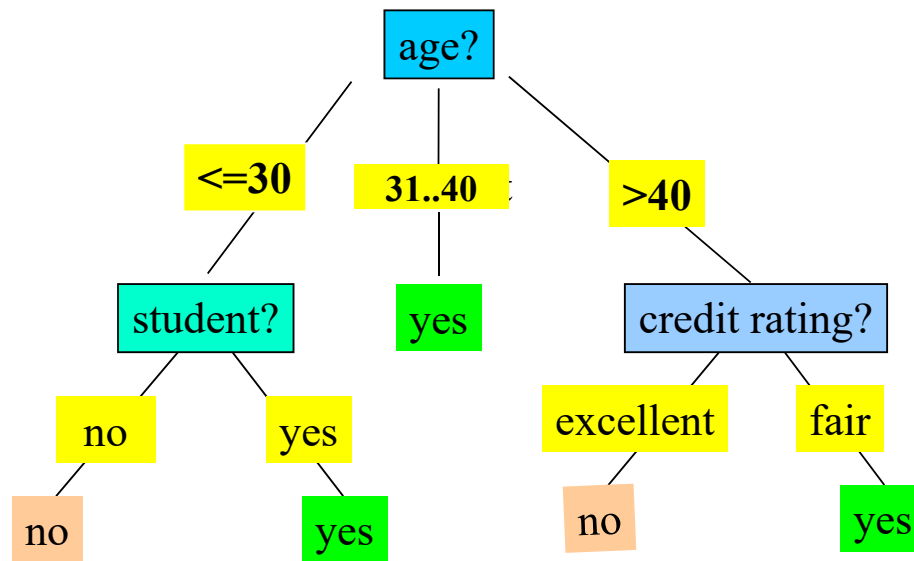 age?
<=30
31..40
>40
student?
yes
credit rating?
no
yes
excellent
fair
no
yes
no
yes